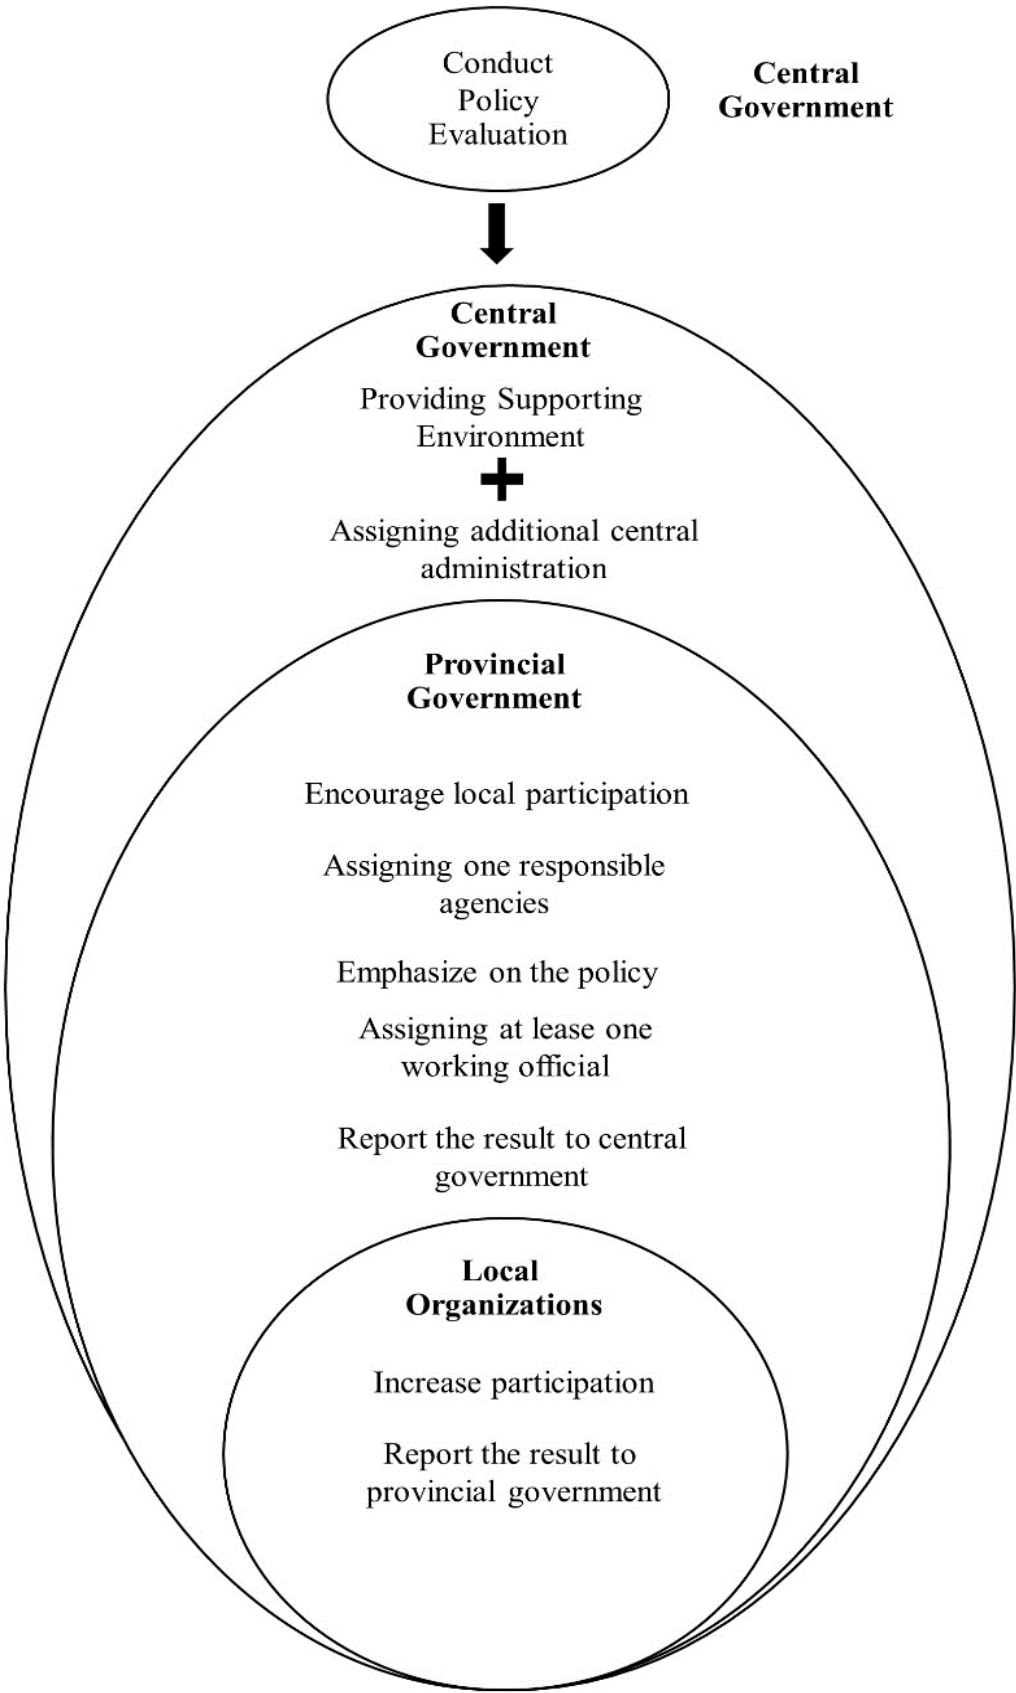 Conduct
Policy
Evaluation
Central
Government
Central
Government
Providing Supporting
Environment
Assigning additional central
administration
Provincial
Government
Encourage local participation
Assigning one responsible
agencies
Emphasize on the policy
Assigning at lease one
working official
Report the result to central
government
Local
Organizations
Increase participation
Report the result to
provincial government